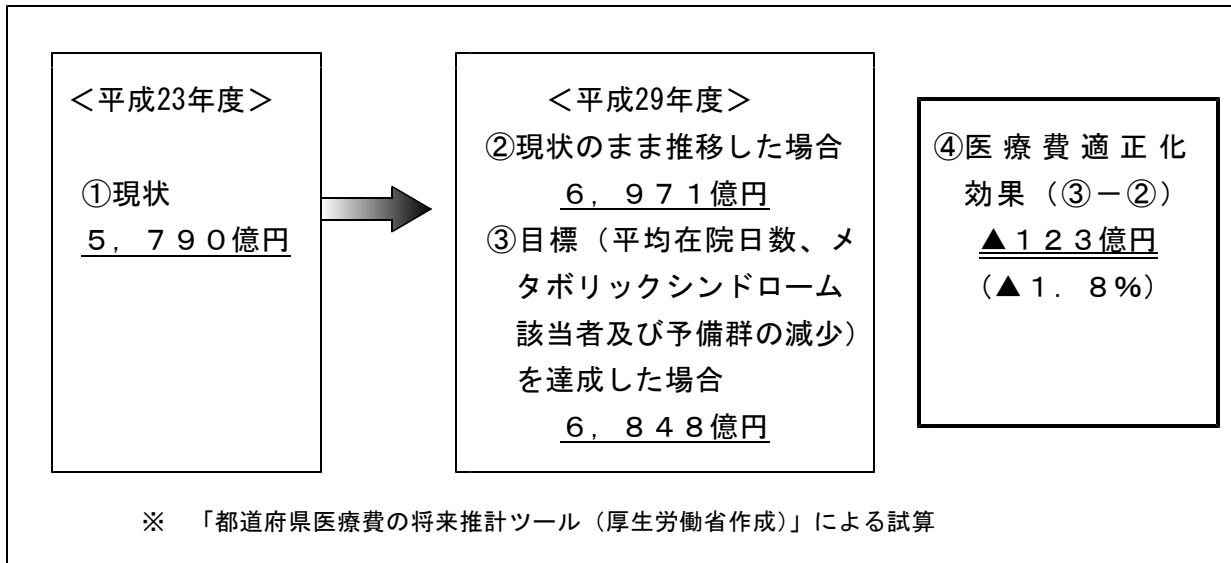 ＜平成23年度＞
①現状
５，７９０億円
＜平成29年度＞
②現状のまま推移した場合
６，９７１億円
③目標（平均在院日数、メ
タボリックシンドローム
該当者及び予備群の減少）
を達成した場合
６，８４８億円
④医療費適正化
効果（③－②）
▲１２３億円
（▲１．８％）
※　「都道府県医療費の将来推計ツール（厚生労働省作成）」による試算